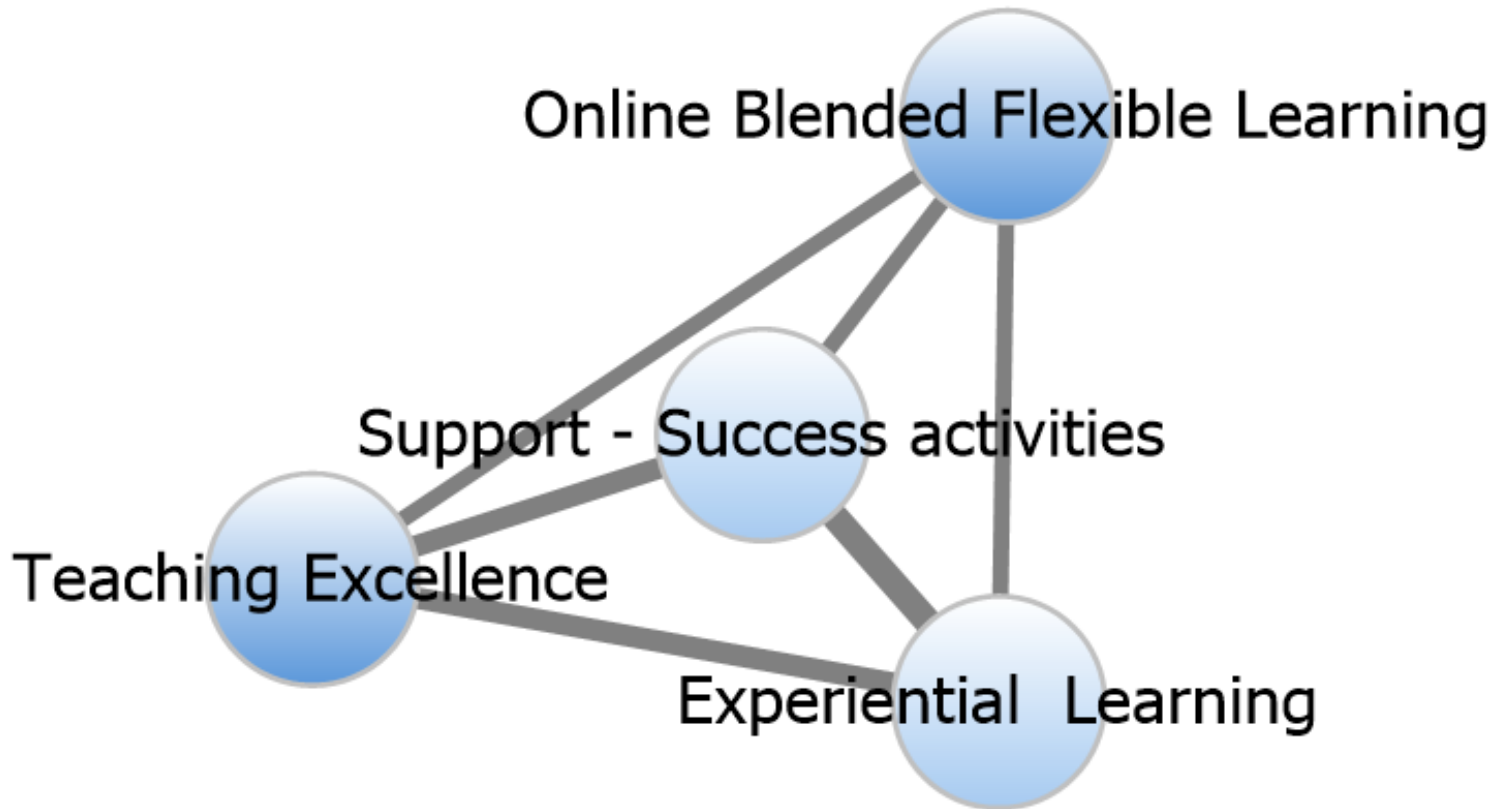 Online Blended Flexible Learning
Support - Success activities
Teaching Excellence
Experiential  Learning